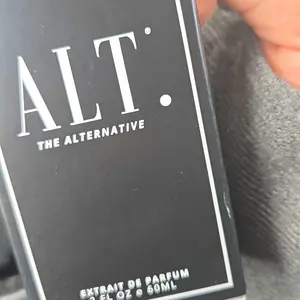 ALT.
THE ALTERNATIVE
EXTRAIT DE PARFUM
2 FL OZ e 60ML